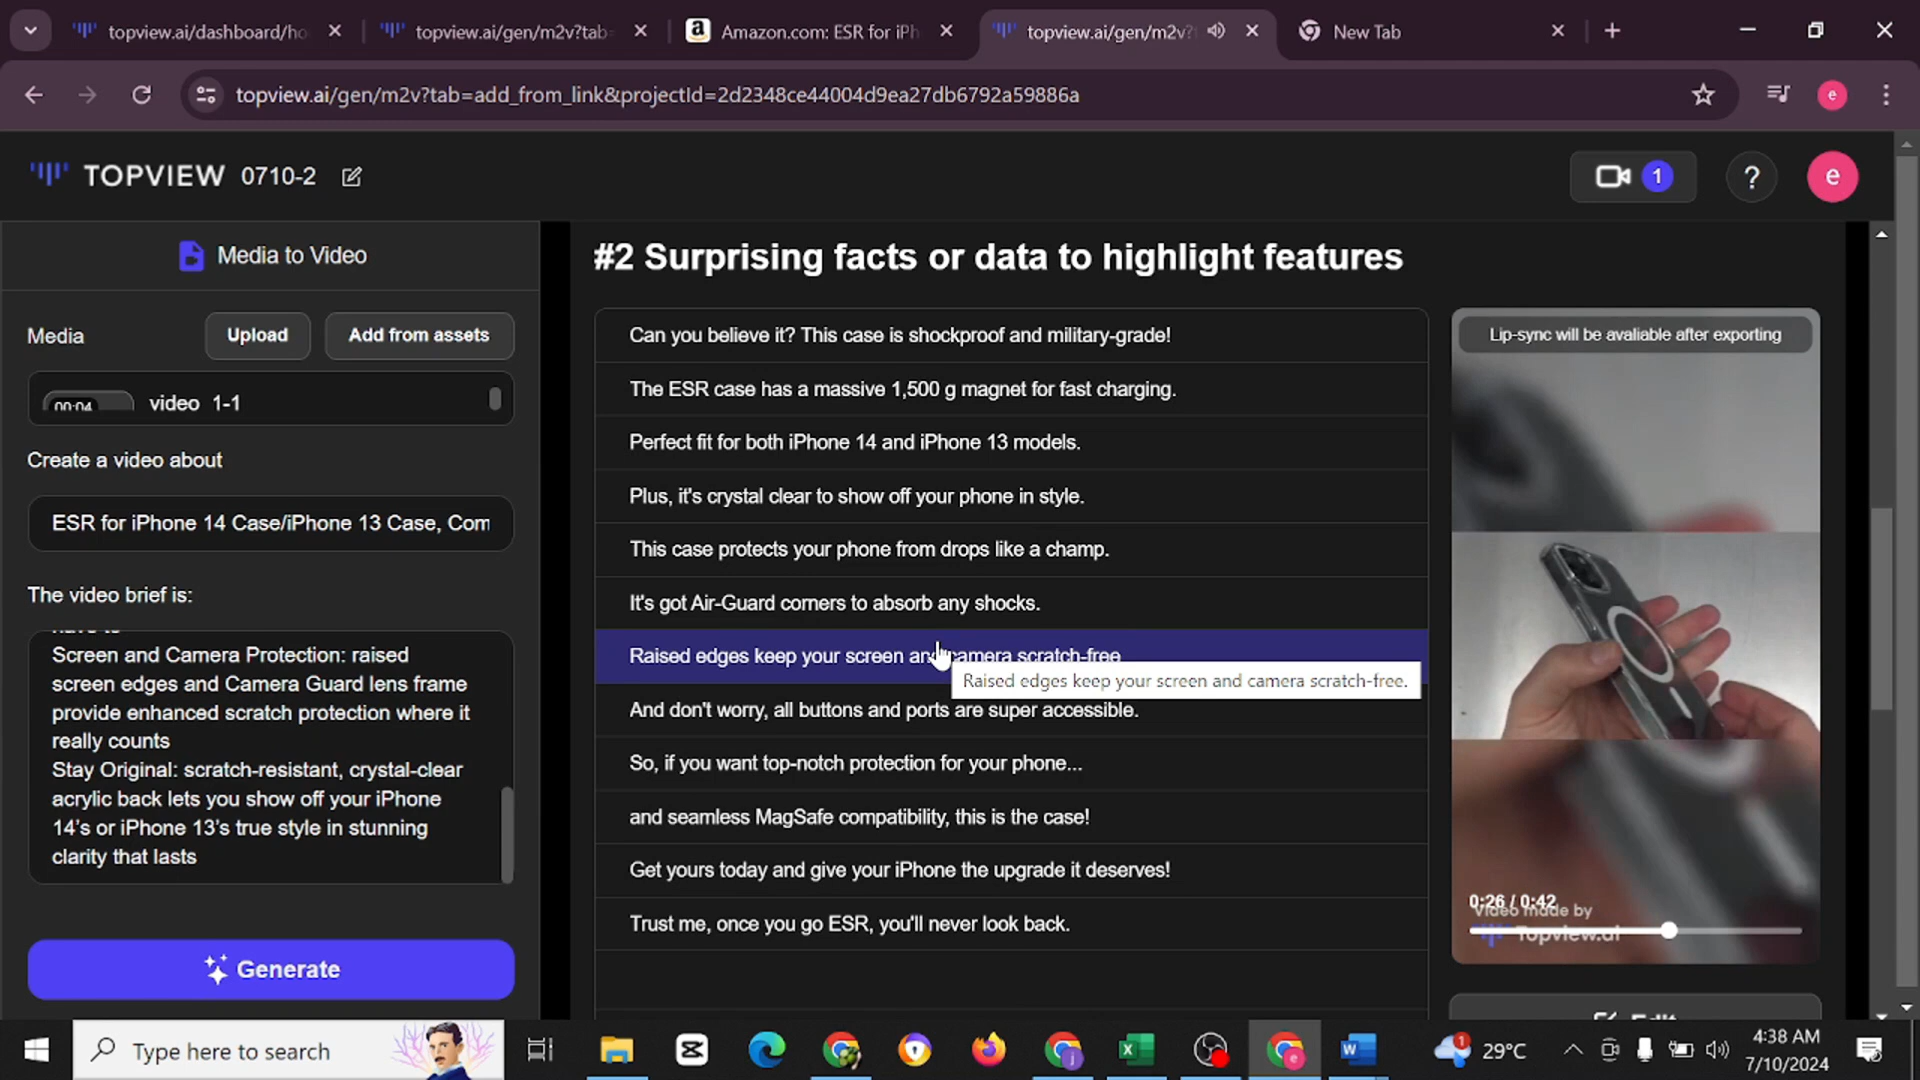 topview.ai/dashboard/ho
topview.ai/gen/m2v?tab
Amazon.com: ESR for iPh
topview.ai/gen/m2v?
New Tab
topview.ai/gen/m2v?tab=add_from_link&projectId=2d2348ce44004d9ea27db6792a59886a
e
TOPVIEW 0710-2
1
?
e
Media to Video
Media
Upload
Add from assets
00:04
video 1-1
Create a video about
ESR for iPhone 14 Case/iPhone 13 Case, Com
The video brief is:
Screen and Camera Protection: raised
screen edges and Camera Guard lens frame
provide enhanced scratch protection where it
really counts
Stay Original: scratch-resistant, crystal-clear
acrylic back lets you show off your iPhone
14's or iPhone 13's true style in stunning
clarity that lasts
Generate
#2 Surprising facts or data to highlight features
Can you believe it? This case is shockproof and military-grade!
The ESR case has a massive 1,500 g magnet for fast charging.
Perfect fit for both iPhone 14 and iPhone 13 models.
Plus, it's crystal clear to show off your phone in style.
This case protects your phone from drops like a champ.
It's got Air-Guard corners to absorb any shocks.
Raised edges keep your screen and camera scratch-free
Raised edges keep your screen and camera scratch-free.
And don't worry, all buttons and ports are super accessible.
So, if you want top-notch protection for your phone...
and seamless MagSafe compatibility, this is the case!
Get yours today and give your iPhone the upgrade it deserves!
Trust me, once you go ESR, you'll never look back.
Lip-sync will be avaliable after exporting
0:26 / 0:42
Video made by
Topview.ai
Edit
Type here to search
1
29°C
4:38 AM
7/10/2024